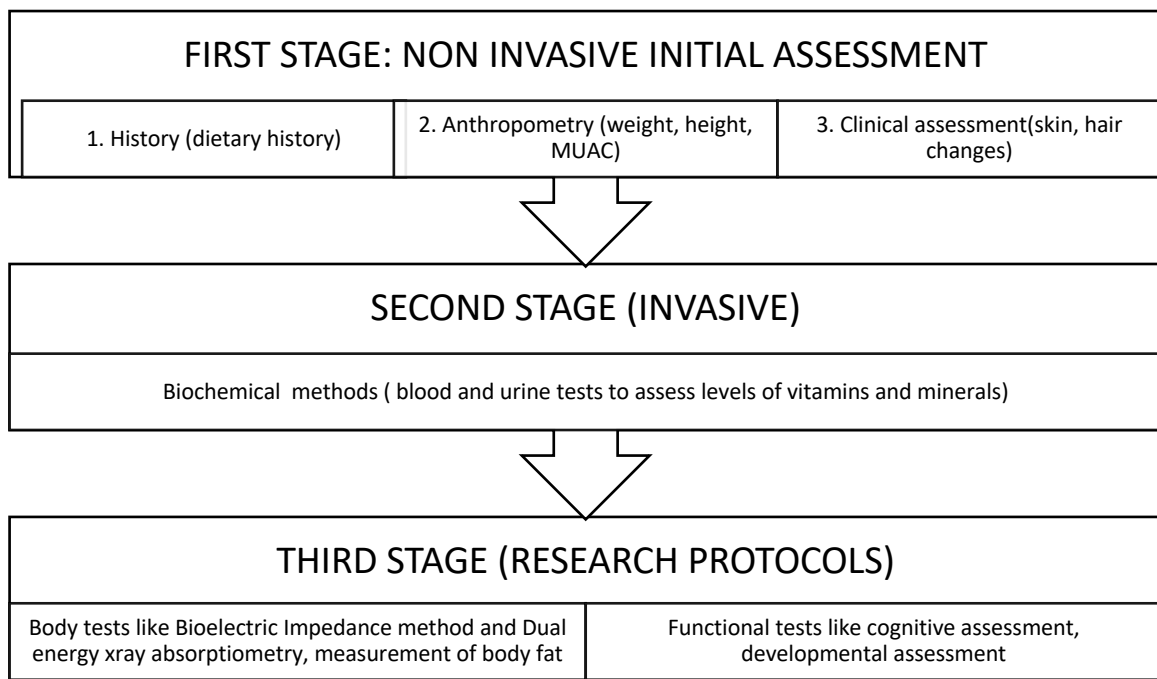 FIRST STAGE: NON INVASIVE INITIAL ASSESSMENT
1. History (dietary history)
2. Anthropometry (weight, height,
MUAC)
3. Clinical assessment(skin, hair
changes)
SECOND STAGE (INVASIVE)
Biochemical methods ( blood and urine tests to assess levels of vitamins and minerals)
THIRD STAGE (RESEARCH PROTOCOLS)
Body tests like Bioelectric Impedance method and Dual
energy xray absorptiometry, measurement of body fat
Functional tests like cognitive assessment,
developmental assessment